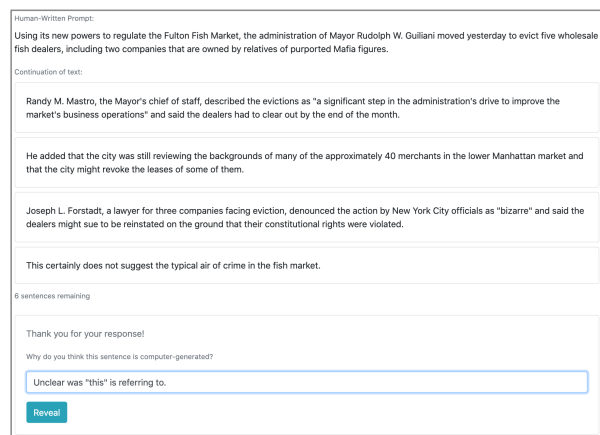 Human-Written Prompt:
Using its new powers to regulate the Fulton Fish Market, the administration of Mayor Rudolph W. Guiliani moved yesterday to evict five wholesale
fish dealers, including two companies that are owned by relatives of purported Mafia figures.
Continuation of text:
Randy M. Mastro, the Mayor's chief of staff, described the evictions as "a significant step in the administration's drive to improve the
market's business operations" and said the dealers had to clear out by the end of the month.
He added that the city was still reviewing the backgrounds of many of the approximately 40 merchants in the lower Manhattan market and
that the city might revoke the leases of some of them.
Joseph L. Forstadt, a lawyer for three companies facing eviction, denounced the action by New York City officials as "bizarre" and said the
dealers might sue to be reinstated on the ground that their constitutional rights were violated.
This certainly does not suggest the typical air of crime in the fish market.
6 sentences remaining
Thank you for your response!
Why do you think this sentence is computer-generated?
Unclear was "this" is referring to.
Reveal